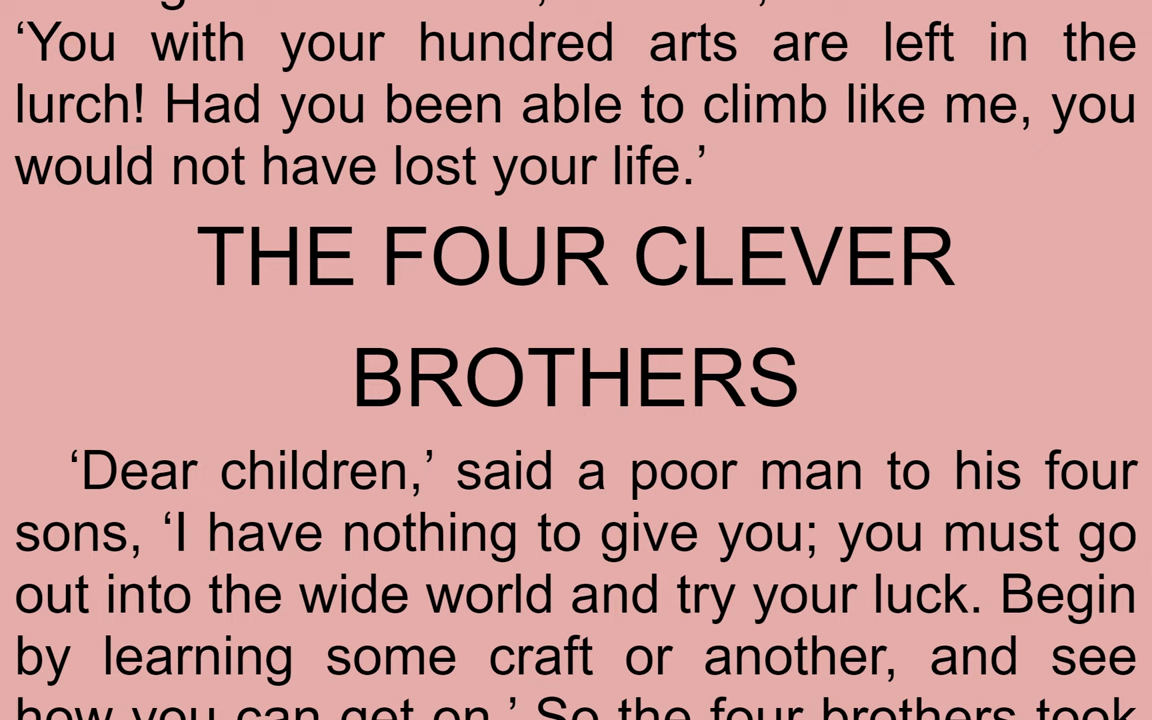 ‘You with your hundred arts are left in the
lurch! Had you been able to climb like me, you
would not have lost your life.’
THE FOUR CLEVER
BROTHERS
‘Dear children,’ said a poor man to his four
sons, ‘I have nothing to give you; you must go
out into the wide world and try your luck. Begin
by learning some craft or another, and see
how you can get on.’ So the four brothers took